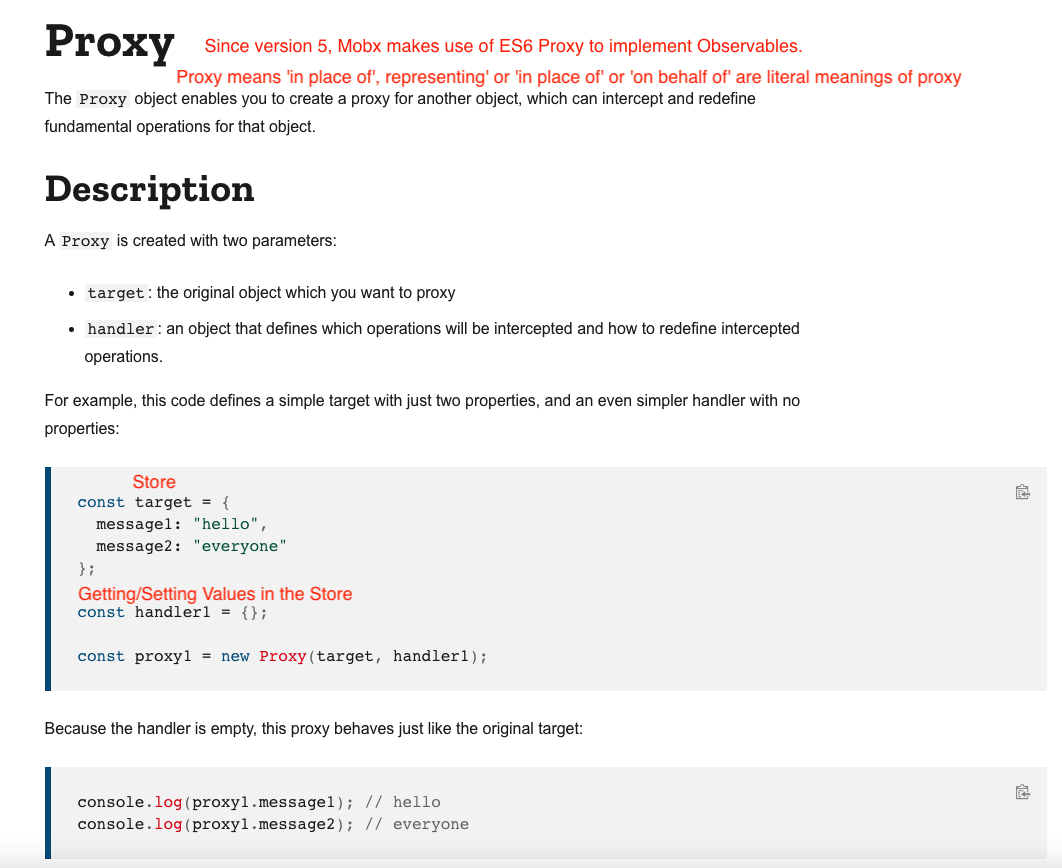 Proxy
Since version 5, Mobx makes use of ES6 Proxy to implement Observables.
Proxy means 'in place of', representing' or 'in place of' or 'on behalf of' are literal meanings of proxy
The Proxy object enables you to create a proxy for another object, which can intercept and redefine
fundamental operations for that object.
Description
A Proxy is created with two parameters:
• target: the original object which you want to proxy
• handler: an object that defines which operations will be intercepted and how to redefine intercepted
operations.
For example, this code defines a simple target with just two properties, and an even simpler handler with no
properties:
Store
const target = {
  message1: "hello",
  message2: "everyone"
};
Getting/Setting Values in the Store
const handler1 = {};
const proxy1 = new Proxy(target, handler1);
Because the handler is empty, this proxy behaves just like the original target:
console.log(proxy1.message1); // hello
console.log(proxy1.message2); // everyone